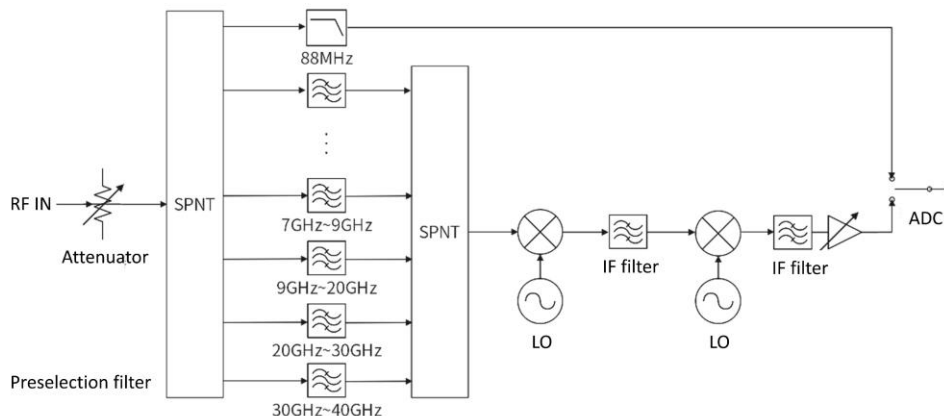 88MHz
RF IN
Attenuator
SPNT
7GHz~9GHz
SPNT
9GHz~20GHz
20GHz~30GHz
30GHz~40GHz
Preselection filter
IF filter
LO
LO
IF filter
ADC